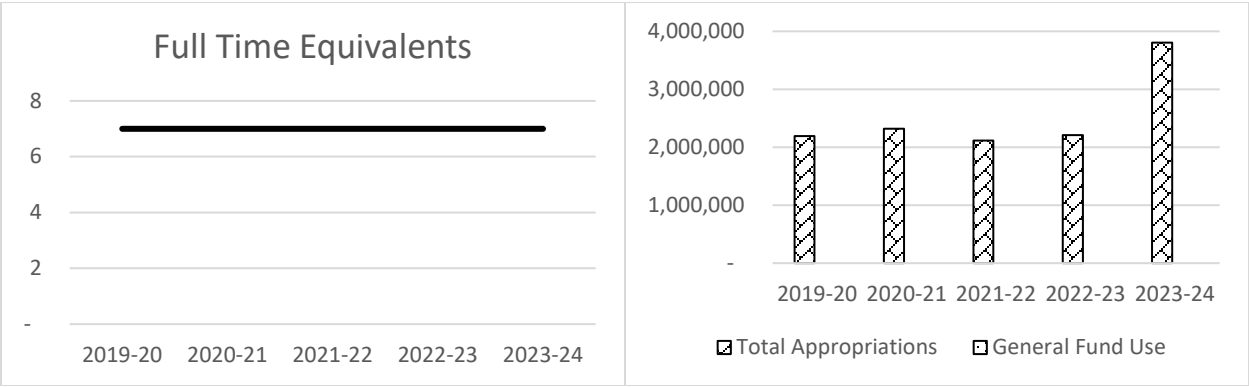 Full Time Equivalents
8
6
4
2
-
2019-20 2020-21 2021-22 2022-23 2023-24
4,000,000
3,000,000
2,000,000
1,000,000
-
2019-20 2020-21 2021-22 2022-23 2023-24
Total Appropriations General Fund Use